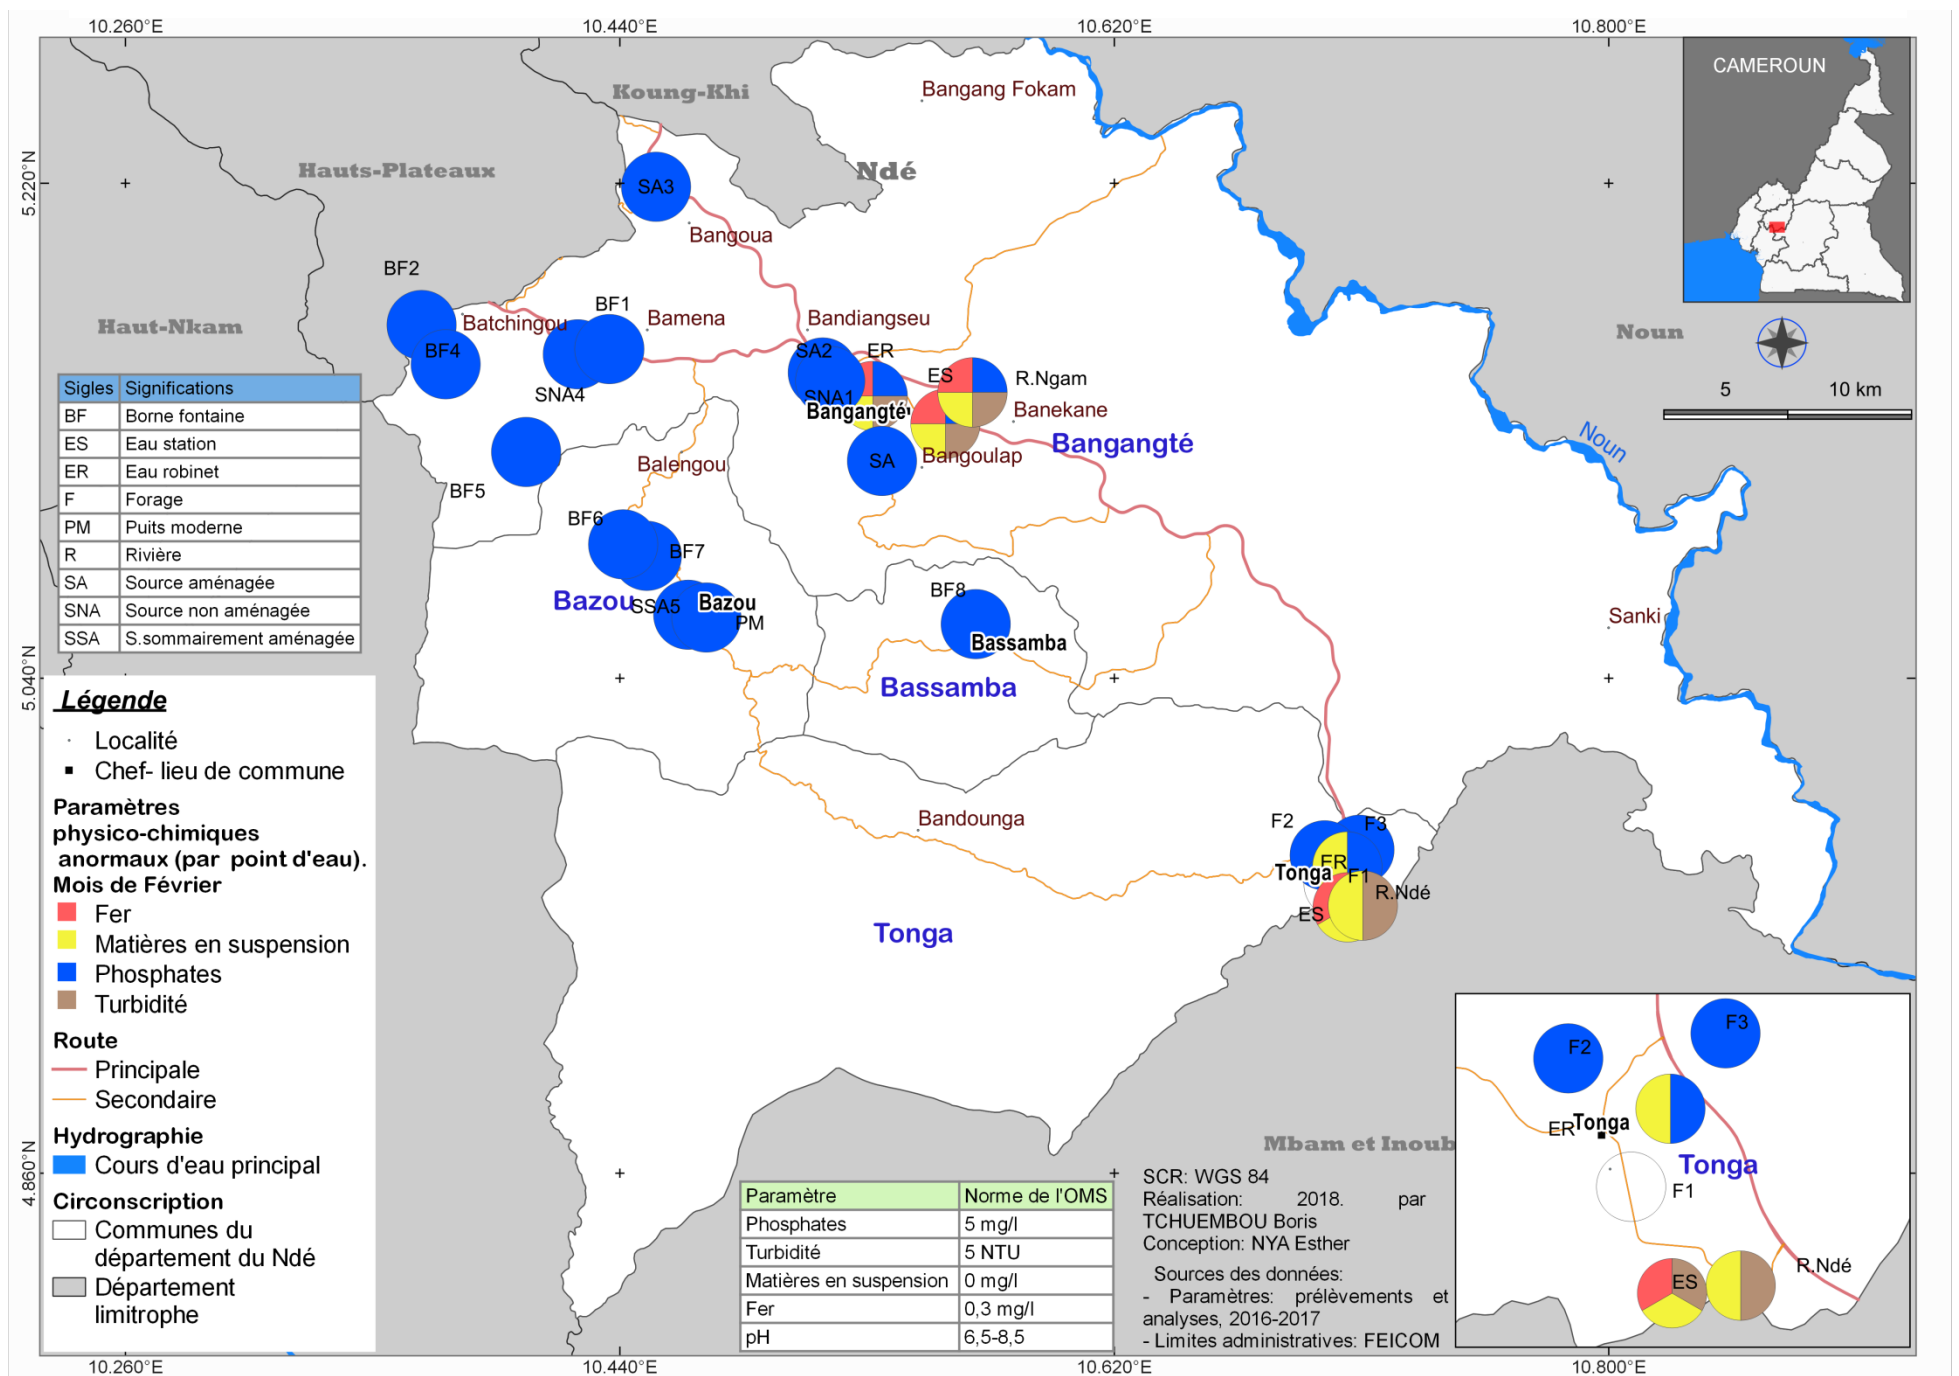 10.260°E
10.440°E
10.620°E
10.800°E
CAMEROUN
Koung-Khi
Bangang Fokam
Hauts-Plateaux
Ndé
5.220°N
SA3
Bangoua
BF2
Haut-Nkam
Batchingou
BF1
Bamena
Bandiangseu
Noun
BF4
SA2
ER
ES
R.Ngam
5
10 km
SNA4
SNA1
Bangangté
Banekane
Bangangté
Noun
Balengou
SA
Bangoulap
BF5
BF6
BF7
Bazou
SSA5
Bazou
PM
BF8
Bassamba
Bassamba
Sanki
5.040°N
Sigles
Significations
BF
Borne fontaine
ES
Eau station
ER
Eau robinet
F
Forage
PM
Puits moderne
R
Rivière
SA
Source aménagée
SNA
Source non aménagée
SSA
S.sommairement aménagée
Légende
Localité
Chef- lieu de commune
Paramètres
physico-chimiques
anormaux (par point d'eau).
Mois de Février
Fer
Matières en suspension
Phosphates
Turbidité
Route
Principale
Secondaire
Hydrographie
Cours d'eau principal
Circonscription
Communes du
département du Ndé
Département
limitrophe
Bandounga
F2
F3
ER
Tonga
F1
R.Ndé
ES
Tonga
4.860°N
Mbam et Inoub
Paramètre
Norme de l'OMS
Phosphates
5 mg/l
Turbidité
5 NTU
Matières en suspension
0 mg/l
Fer
0,3 mg/l
pH
6,5-8,5
SCR: WGS 84
Réalisation: 2018. par
TCHUEMBOU Boris
Conception: NYA Esther
Sources des données:
- Paramètres: prélèvements et
analyses, 2016-2017
- Limites administratives: FEICOM
F2
F3
ER
Tonga
Tonga
F1
ES
R.Ndé
10.260°E
10.440°E
10.620°E
10.800°E